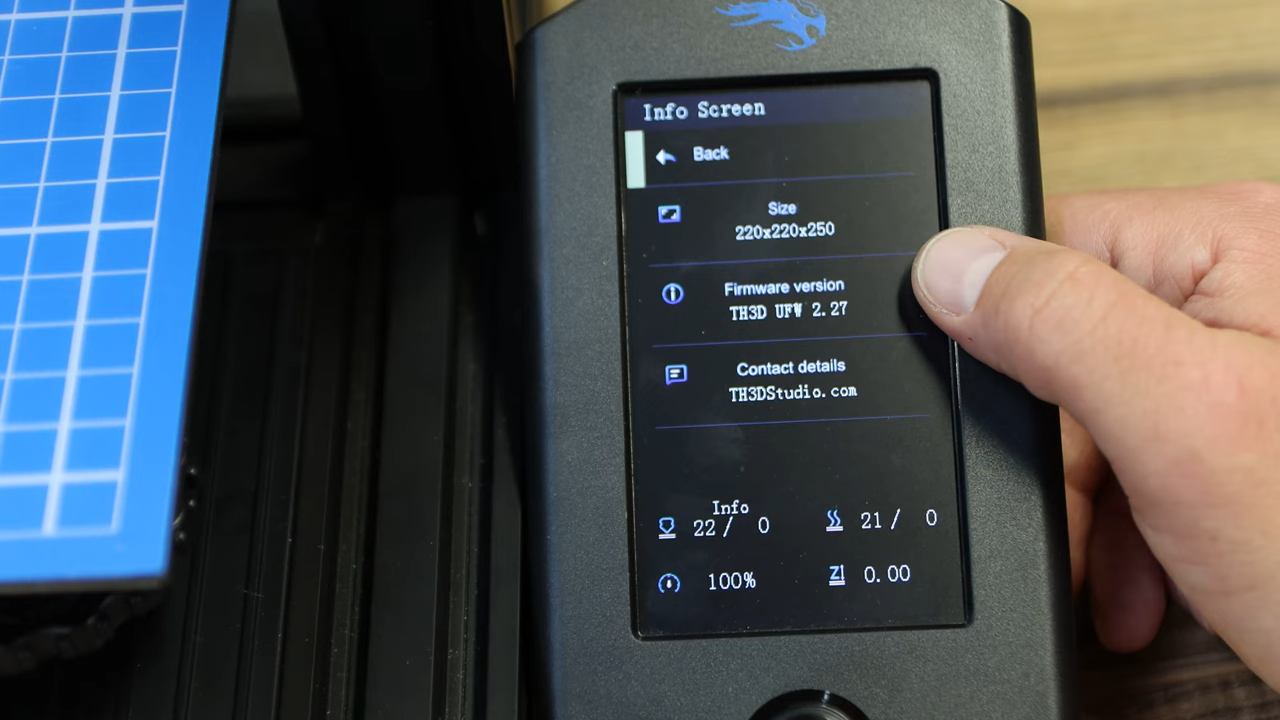 Info Screen
Back
Size
220x220x250
Firmware version
TH3D UFW 2.27
Contact details
TH3DStudio.com
Info
22 / 0
21 / 0
100%
Z 0.00